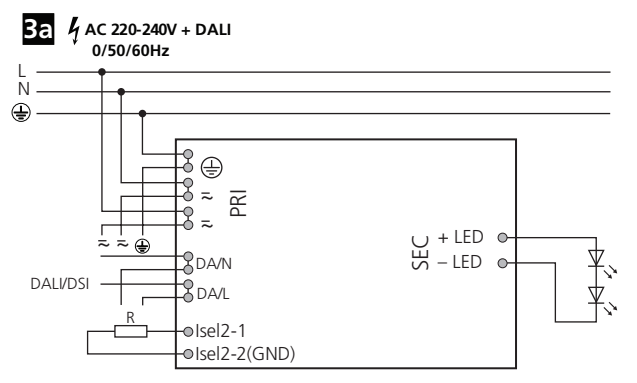 3a AC 220-240V + DALI
0/50/60Hz
L
N
PRI
SEC
+ LED
– LED
DA/N
DALI/DSI
DA/L
R
Isel2-1
Isel2-2(GND)